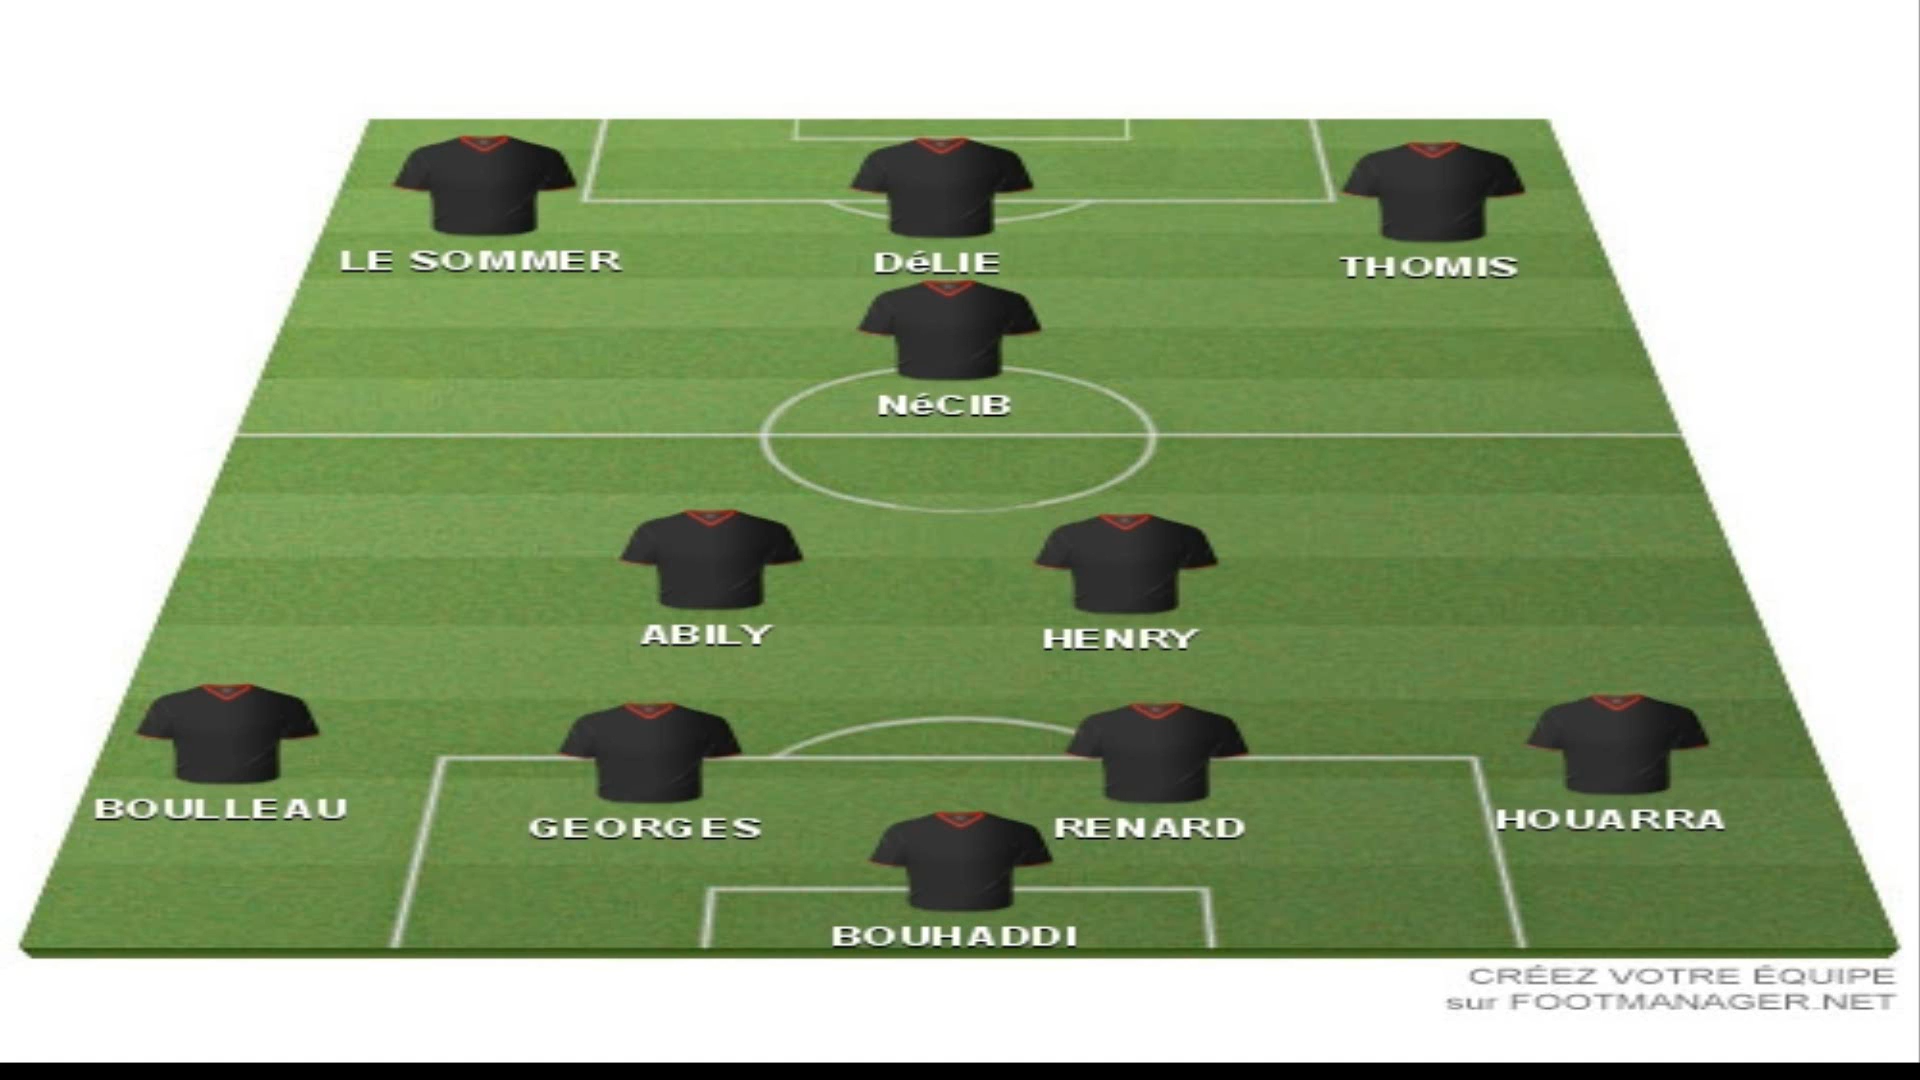 LE SOMMER
DéLIE
THOMIS
NéCIB
ABILY
HENRY
BOULLEAU
GEORGES
RENARD
HOUARRA
BOUHADDI
CRÉEZ VOTRE ÉQUIPE
sur FOOTMANAGER.NET